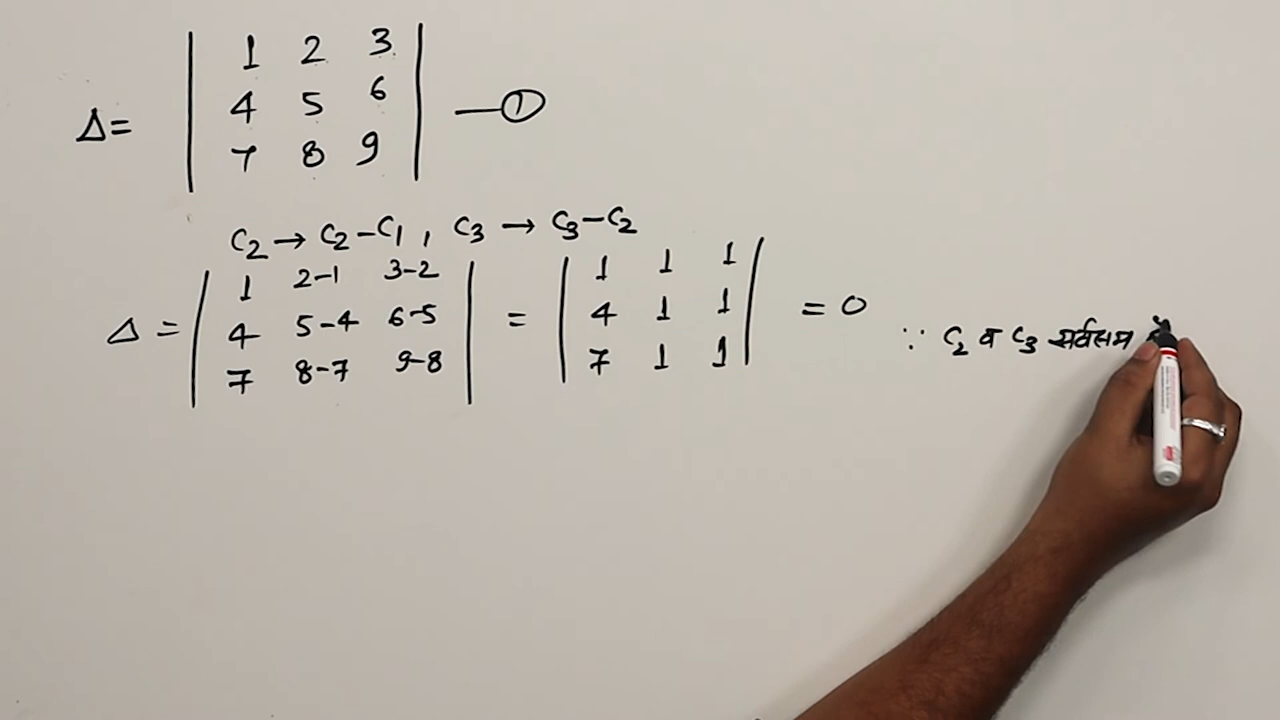 Δ = | 1 2 3 | —①
| 4 5 6 |
| 7 8 9 |
C₂ → C₂–C₁ , C₃ → C₃–C₂
Δ = | 1 2–1 3–2 | = | 1 1 1 | = 0
| 4 5–4 6–5 | | 4 1 1 | ∵ C₂ व C₃ सर्वसम
| 7 8–7 9–8 | | 7 1 1 |